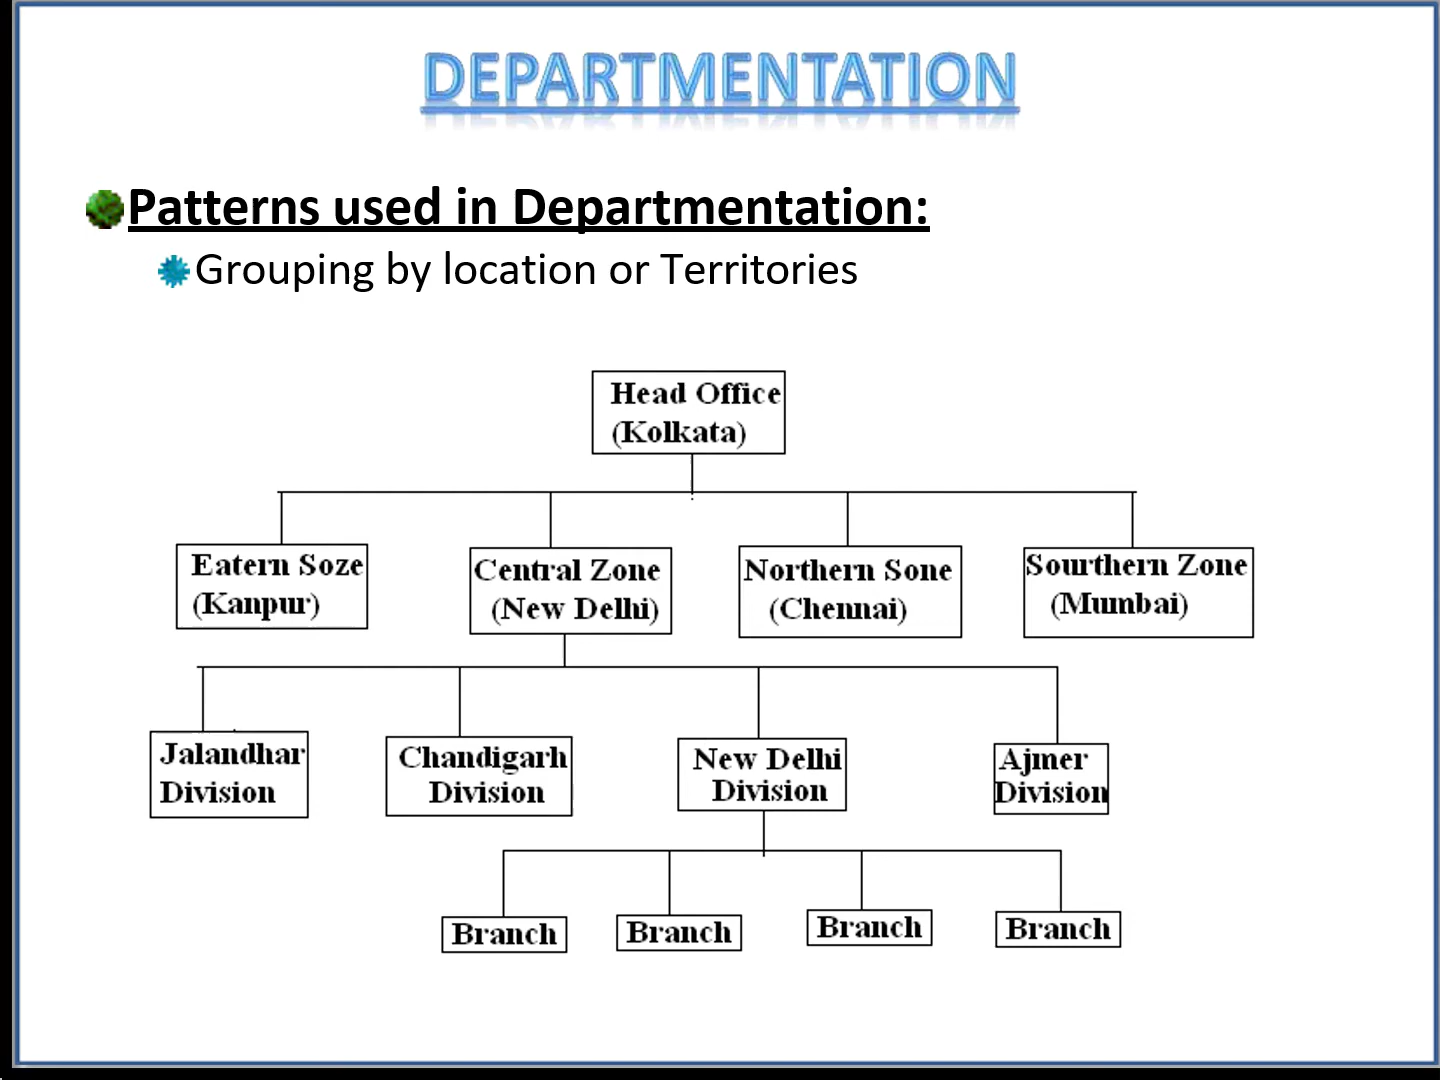 DEPARTMENTATION
Patterns used in Departmentation:
Grouping by location or Territories
Head Office
(Kolkata)
Eatern Soze
(Kanpur)
Central Zone
(New Delhi)
Northern Sone
(Chennai)
Sourthern Zone
(Mumbai)
Jalandhar
Division
Chandigarh
Division
New Delhi
Division
Ajmer
Division
Branch
Branch
Branch
Branch